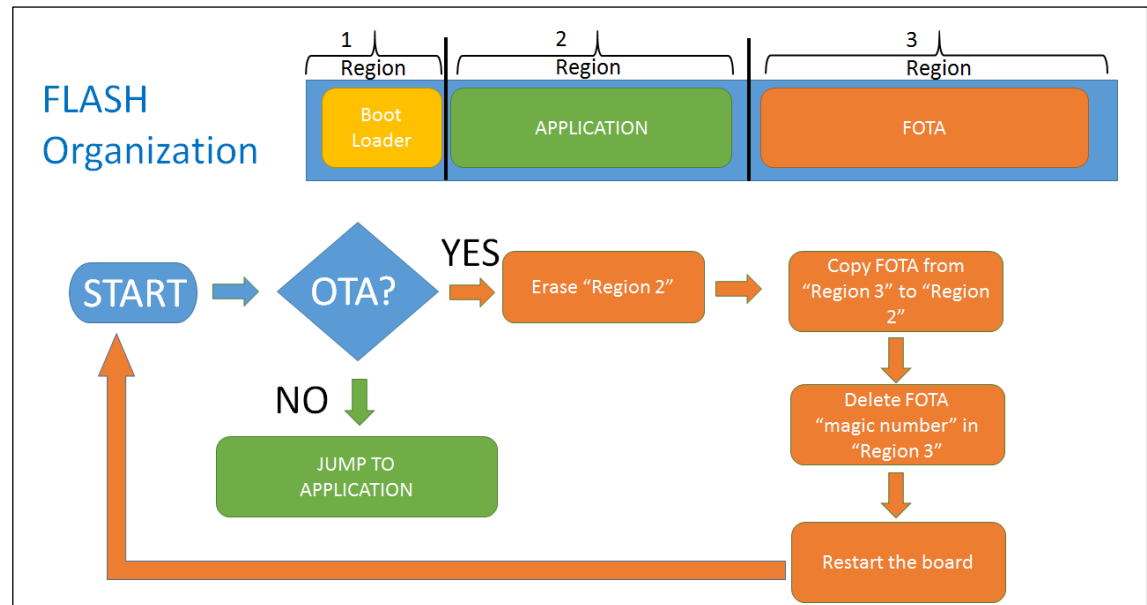 1 2 3
Region Region Region
FLASH
Organization
Boot
Loader
APPLICATION
FOTA
START
OTA?
YES
Erase “Region 2”
Copy FOTA from
“Region 3” to “Region
2”
NO
Delete FOTA
“magic number” in
“Region 3”
JUMP TO
APPLICATION
Restart the board